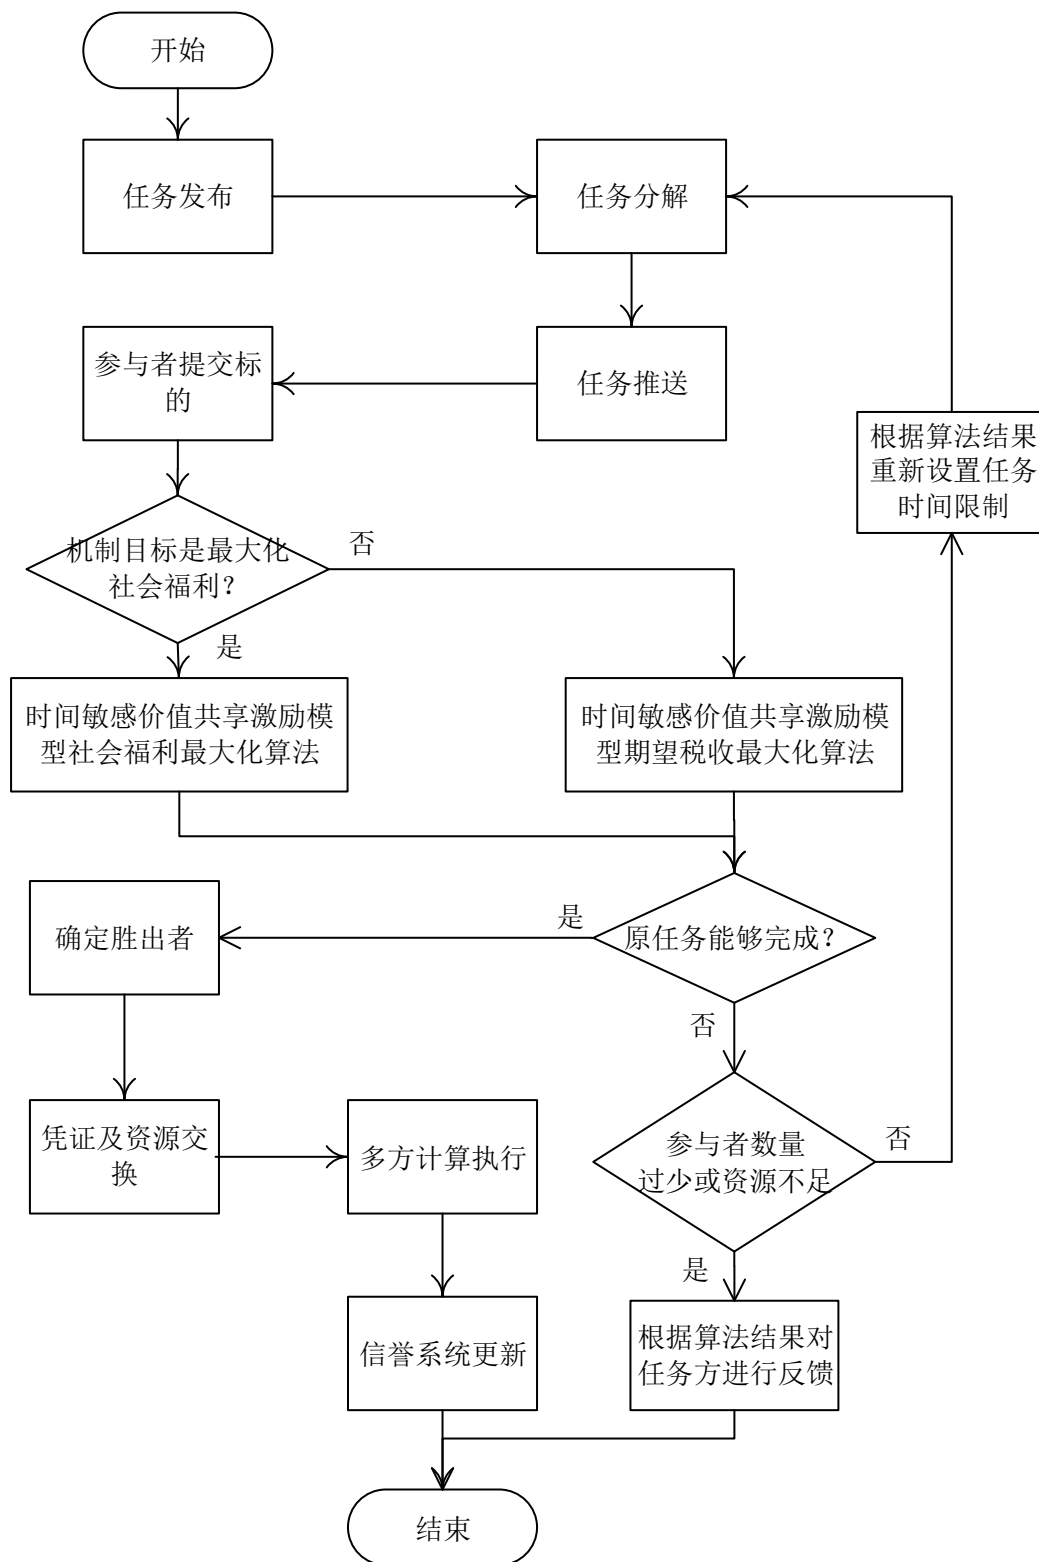 开始
任务发布
任务分解
参与者提交标
的
任务推送
根据算法结果
重新设置任务
时间限制
机制目标是最大化
社会福利?
否
是
时间敏感价值共享激励模
型社会福利最大化算法
时间敏感价值共享激励模
型期望税收最大化算法
确定胜出者
是
原任务能够完成?
否
凭证及资源交
换
多方计算执行
参与者数量
过少或资源不足
否
是
信誉系统更新
根据算法结果对
任务方进行反馈
结束